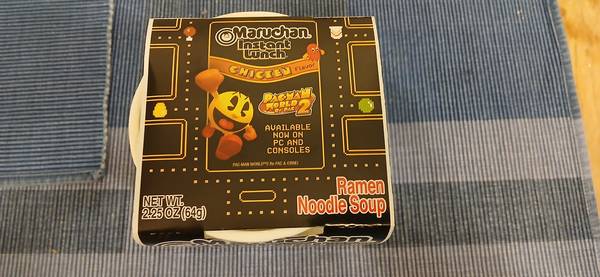 Maruchan
Instant
Lunch
CHICKEN Flavor
PAC-MAN
WORLD 2
Re-PAC
AVAILABLE
NOW ON
PC AND
CONSOLES
NET WT.
2.25 OZ (64g)
Ramen
Noodle Soup
Maruchan